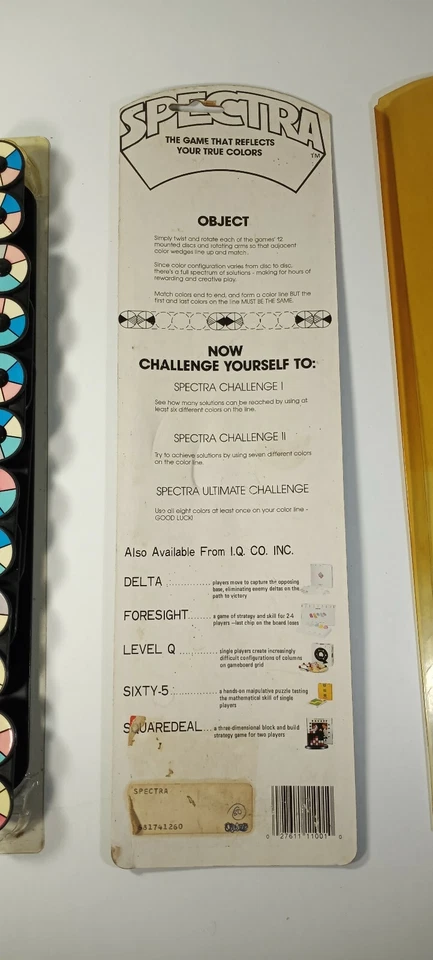 SPECTRA
TM
THE GAME THAT REFLECTS
YOUR TRUE COLORS
OBJECT
Simply twist and rotate each of the games' 12
mounted discs and rotating arms so that adjacent
color wedges line up and match.
Since color configuration varies from disc to disc,
there's a full spectrum of solutions - making for hours of
rewarding and creative play.
Match colors end to end, and form a color line BUT the
first and last colors on the line MUST BE THE SAME.
NOW
CHALLENGE YOURSELF TO:
SPECTRA CHALLENGE I
See how many solutions can be reached by using at
least six different colors on the line.
SPECTRA CHALLENGE II
Try to achieve solutions by using seven different colors
on the color line.
SPECTRA ULTIMATE CHALLENGE
Use all eight colors at least once on your color line -
GOOD LUCK!
Also Available From I.Q. CO. INC.
DELTA ............ players move to capture the opposing
base, eliminating enemy deltas on the
path to victory
FORESIGHT ........ a game of strategy and skill for 2-4
players -last chip on the board loses
LEVEL Q ............ single players create increasingly
difficult configurations of columns
on gameboard grid
SIXTY-5 ............ a hands-on manipulative puzzle testing
the mathematical skill of single
players
SQUAREDEAL... a three-dimensional block and build
strategy game for two players
SPECTRA
831741260
0 27611 11001 0